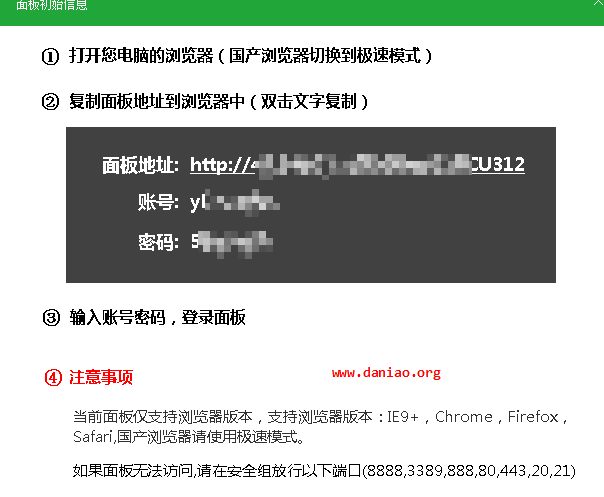 面板初始信息
① 打开您电脑的浏览器（国产浏览器切换到极速模式）
② 复制面板地址到浏览器中（双击文字复制）
面板地址: http://4 CU312
账号: yl
密码: 5
③ 输入账号密码，登录面板
④ 注意事项
www.daniao.org
当前面板仅支持浏览器版本，支持浏览器版本：IE9+，Chrome，Firefox，
Safari,国产浏览器请使用极速模式。
如果面板无法访问,请在安全组放行以下端口(8888,3389,888,80,443,20,21)